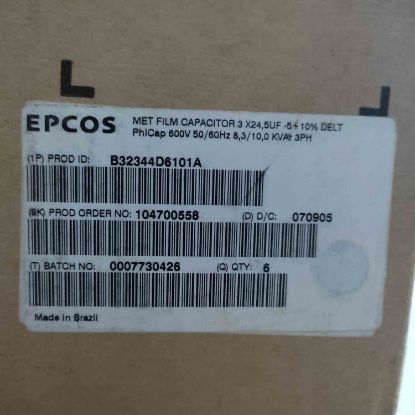 EPCOS
MET FILM CAPACITOR 3 X24,5UF -5+10% DELT
PhiCap 600V 50/60Hz 8,3/10,0 KVAr 3PH
(1P) PROD ID: B32344D6101A
(9K) PROD ORDER NO: 104700558 (D) D/C: 070905
(T) BATCH NO: 0007730426 (Q) QTY: 6
Made in Brazil